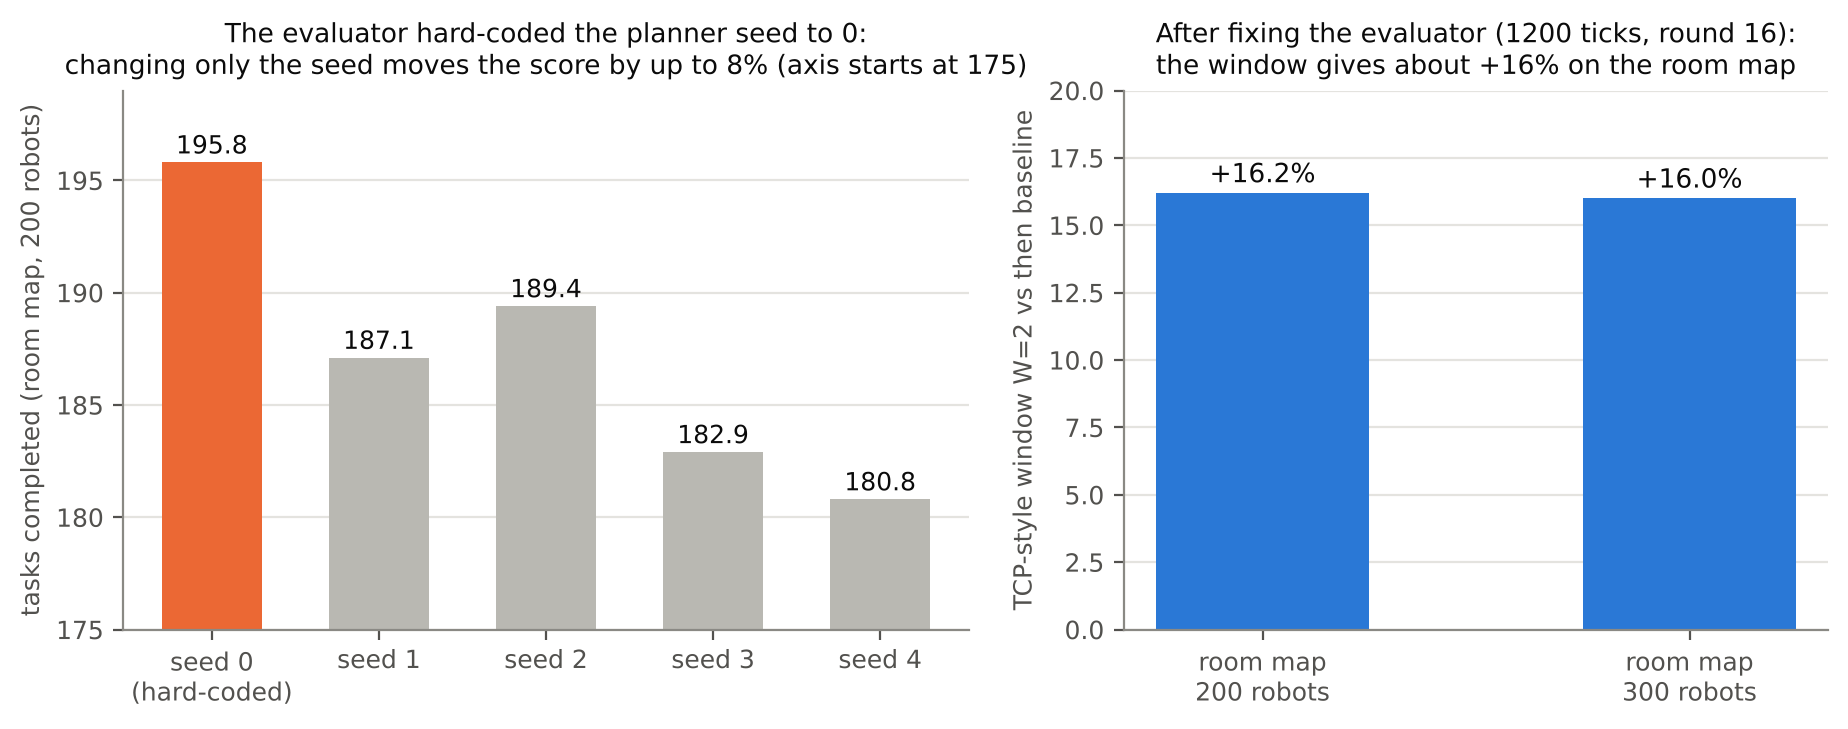 The evaluator hard-coded the planner seed to 0:
changing only the seed moves the score by up to 8% (axis starts at 175)
tasks completed (room map, 200 robots)
195
190
185
180
175
195.8
187.1
189.4
182.9
180.8
seed 0
(hard-coded)
seed 1
seed 2
seed 3
seed 4
After fixing the evaluator (1200 ticks, round 16):
the window gives about +16% on the room map
TCP-style window W=2 vs then baseline
20.0
17.5
15.0
12.5
10.0
7.5
5.0
2.5
0.0
+16.2%
+16.0%
room map
200 robots
room map
300 robots